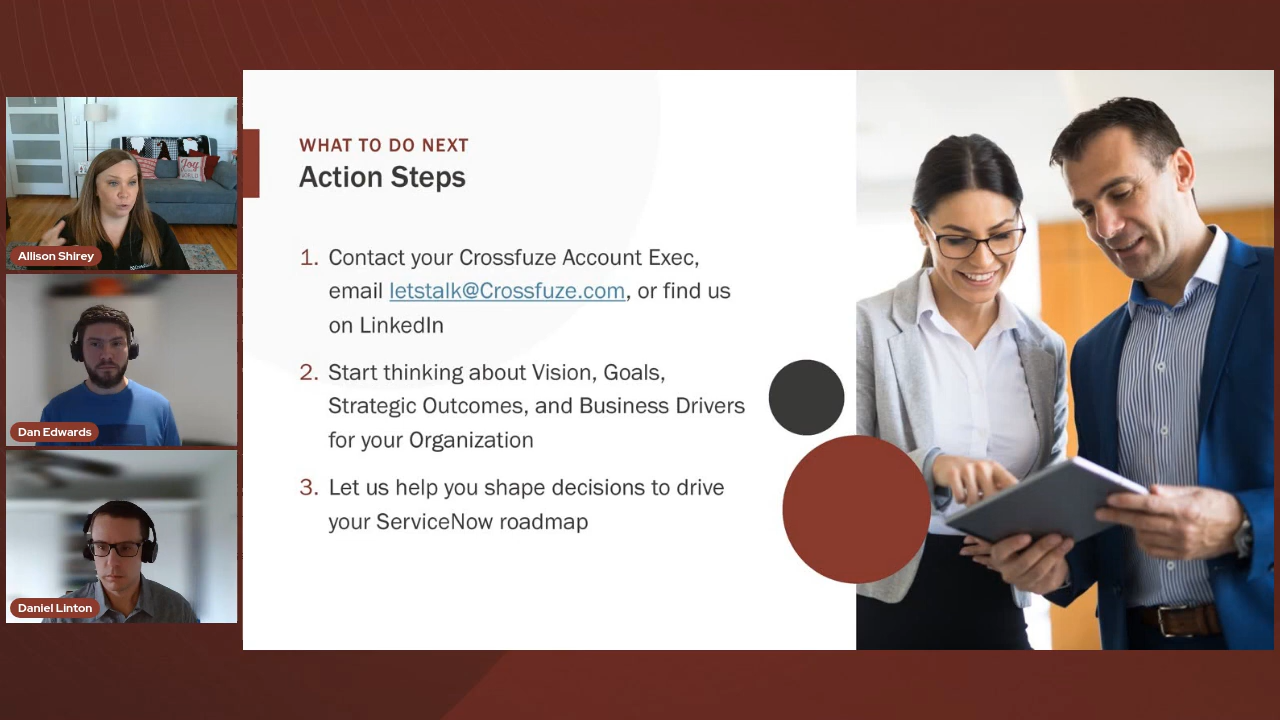 WHAT TO DO NEXT
Action Steps
1. Contact your Crossfuze Account Exec,
email letstalk@Crossfuze.com, or find us
on LinkedIn
2. Start thinking about Vision, Goals,
Strategic Outcomes, and Business Drivers
for your Organization
3. Let us help you shape decisions to drive
your ServiceNow roadmap
Allison Shirey
Dan Edwards
Daniel Linton
Joy